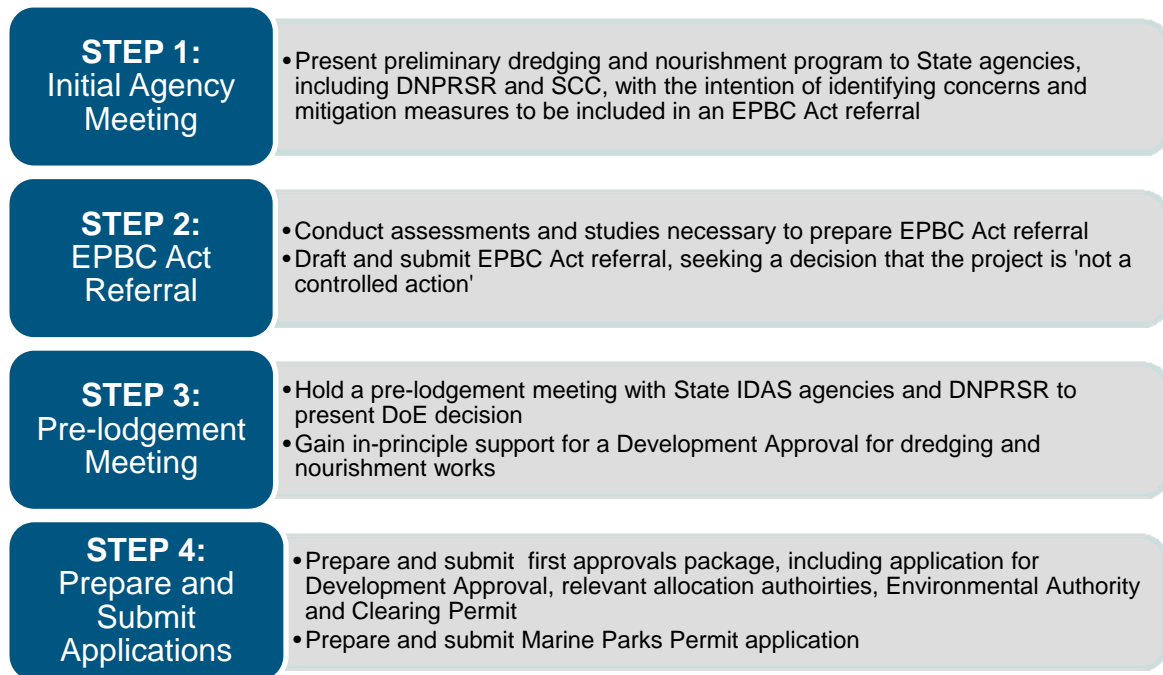 STEP 1:
Initial Agency
Meeting
•Present preliminary dredging and nourishment program to State agencies,
including DNPRSR and SCC, with the intention of identifying concerns and
mitigation measures to be included in an EPBC Act referral
STEP 2:
EPBC Act
Referral
•Conduct assessments and studies necessary to prepare EPBC Act referral
•Draft and submit EPBC Act referral, seeking a decision that the project is 'not a
controlled action'
STEP 3:
Pre-lodgement
Meeting
•Hold a pre-lodgement meeting with State IDAS agencies and DNPRSR to
present DoE decision
•Gain in-principle support for a Development Approval for dredging and
nourishment works
STEP 4:
Prepare and
Submit
Applications
•Prepare and submit  first approvals package, including application for
Development Approval, relevant allocation authoirties, Environmental Authority
and Clearing Permit
•Prepare and submit Marine Parks Permit application